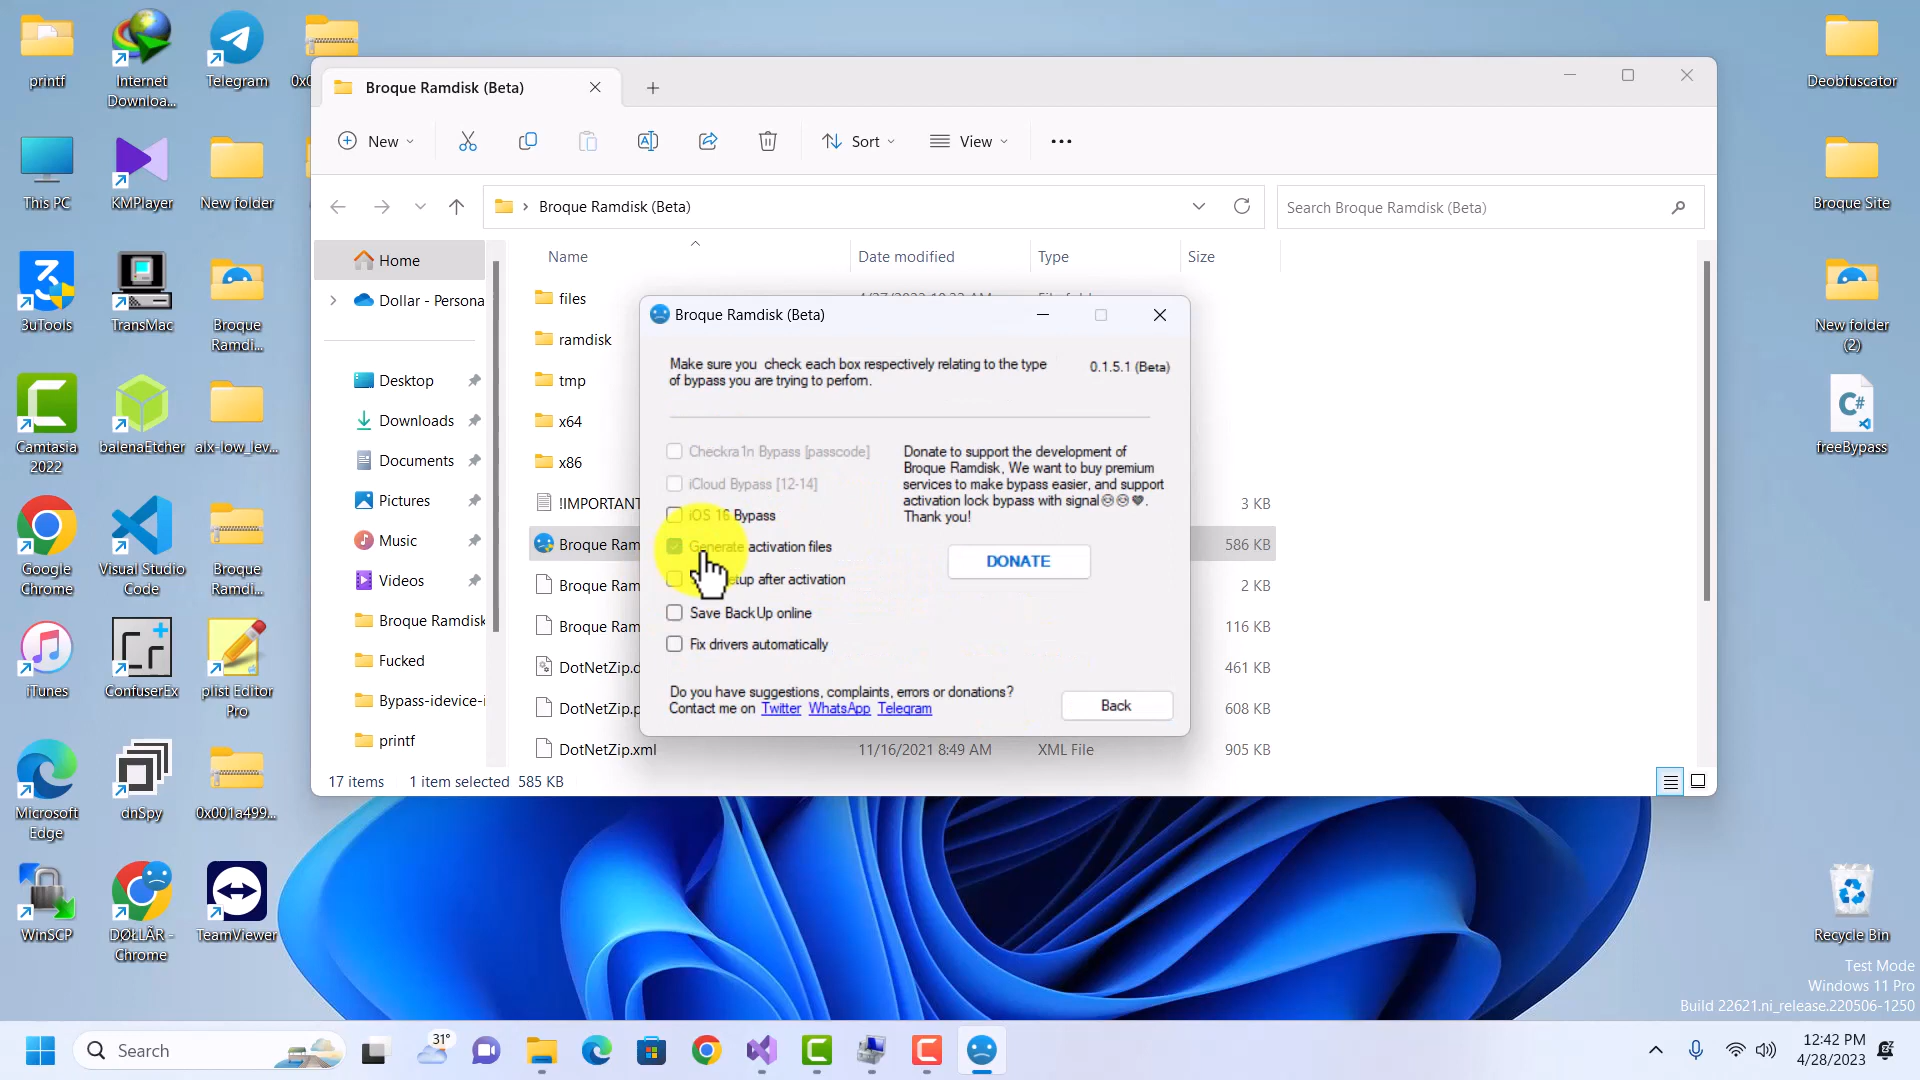 printf
Internet
Downloa...
Telegram
This PC
KMPlayer
New folder
3uTools
TransMac
Broque
Ramdi...
Camtasia
2022
balenaEtcher
Google
Chrome
Visual Studio
Code
Broque
Ramdi...
iTunes
ConfuserEx
plist Editor
Pro
Microsoft
Edge
dnSpy
0x001a499...
WinSCP
DØŁŁÃR -
Chrome
TeamViewer
Broque Ramdisk (Beta)
New
Sort
View
Broque Ramdisk (Beta)
Search Broque Ramdisk (Beta)
Home
Dollar - Persona
Desktop
Downloads
Documents
Pictures
Music
Videos
Broque Ramdisk
Fucked
Bypass-idevice-i
printf
Name
Date modified
Type
Size
files
ramdisk
tmp
x64
x86
!IMPORTANT
3 KB
Broque Ram
586 KB
2 KB
Broque Ram
116 KB
DotNetZip.d
461 KB
DotNetZip.p
608 KB
DotNetZip.xml
11/16/2021 8:49 AM
XML File
905 KB
17 items
1 item selected 585 KB
Broque Ramdisk (Beta)
Make sure you check each box respectively relating to the type
of bypass you are trying to perfom.
0.1.5.1 (Beta)
Checkra1n Bypass [passcode]
iCloud Bypass [12-14]
iOS 16 Bypass
Generate activation files
etup after activation
Save BackUp online
Fix drivers automatically
Donate to support the development of
Broque Ramdisk, We want to buy premium
services to make bypass easier, and support
activation lock bypass with signal
Thank you!
DONATE
Do you have suggestions, complaints, errors or donations?
Contact me on Twitter WhatsApp Telegram
Back
Deobfuscator
Broque Site
New folder
(2)
C#
freeBypass
Recycle Bin
Test Mode
Windows 11 Pro
Build 22621.ni_release.220506-1250
Search
31°
12:42 PM
4/28/2023